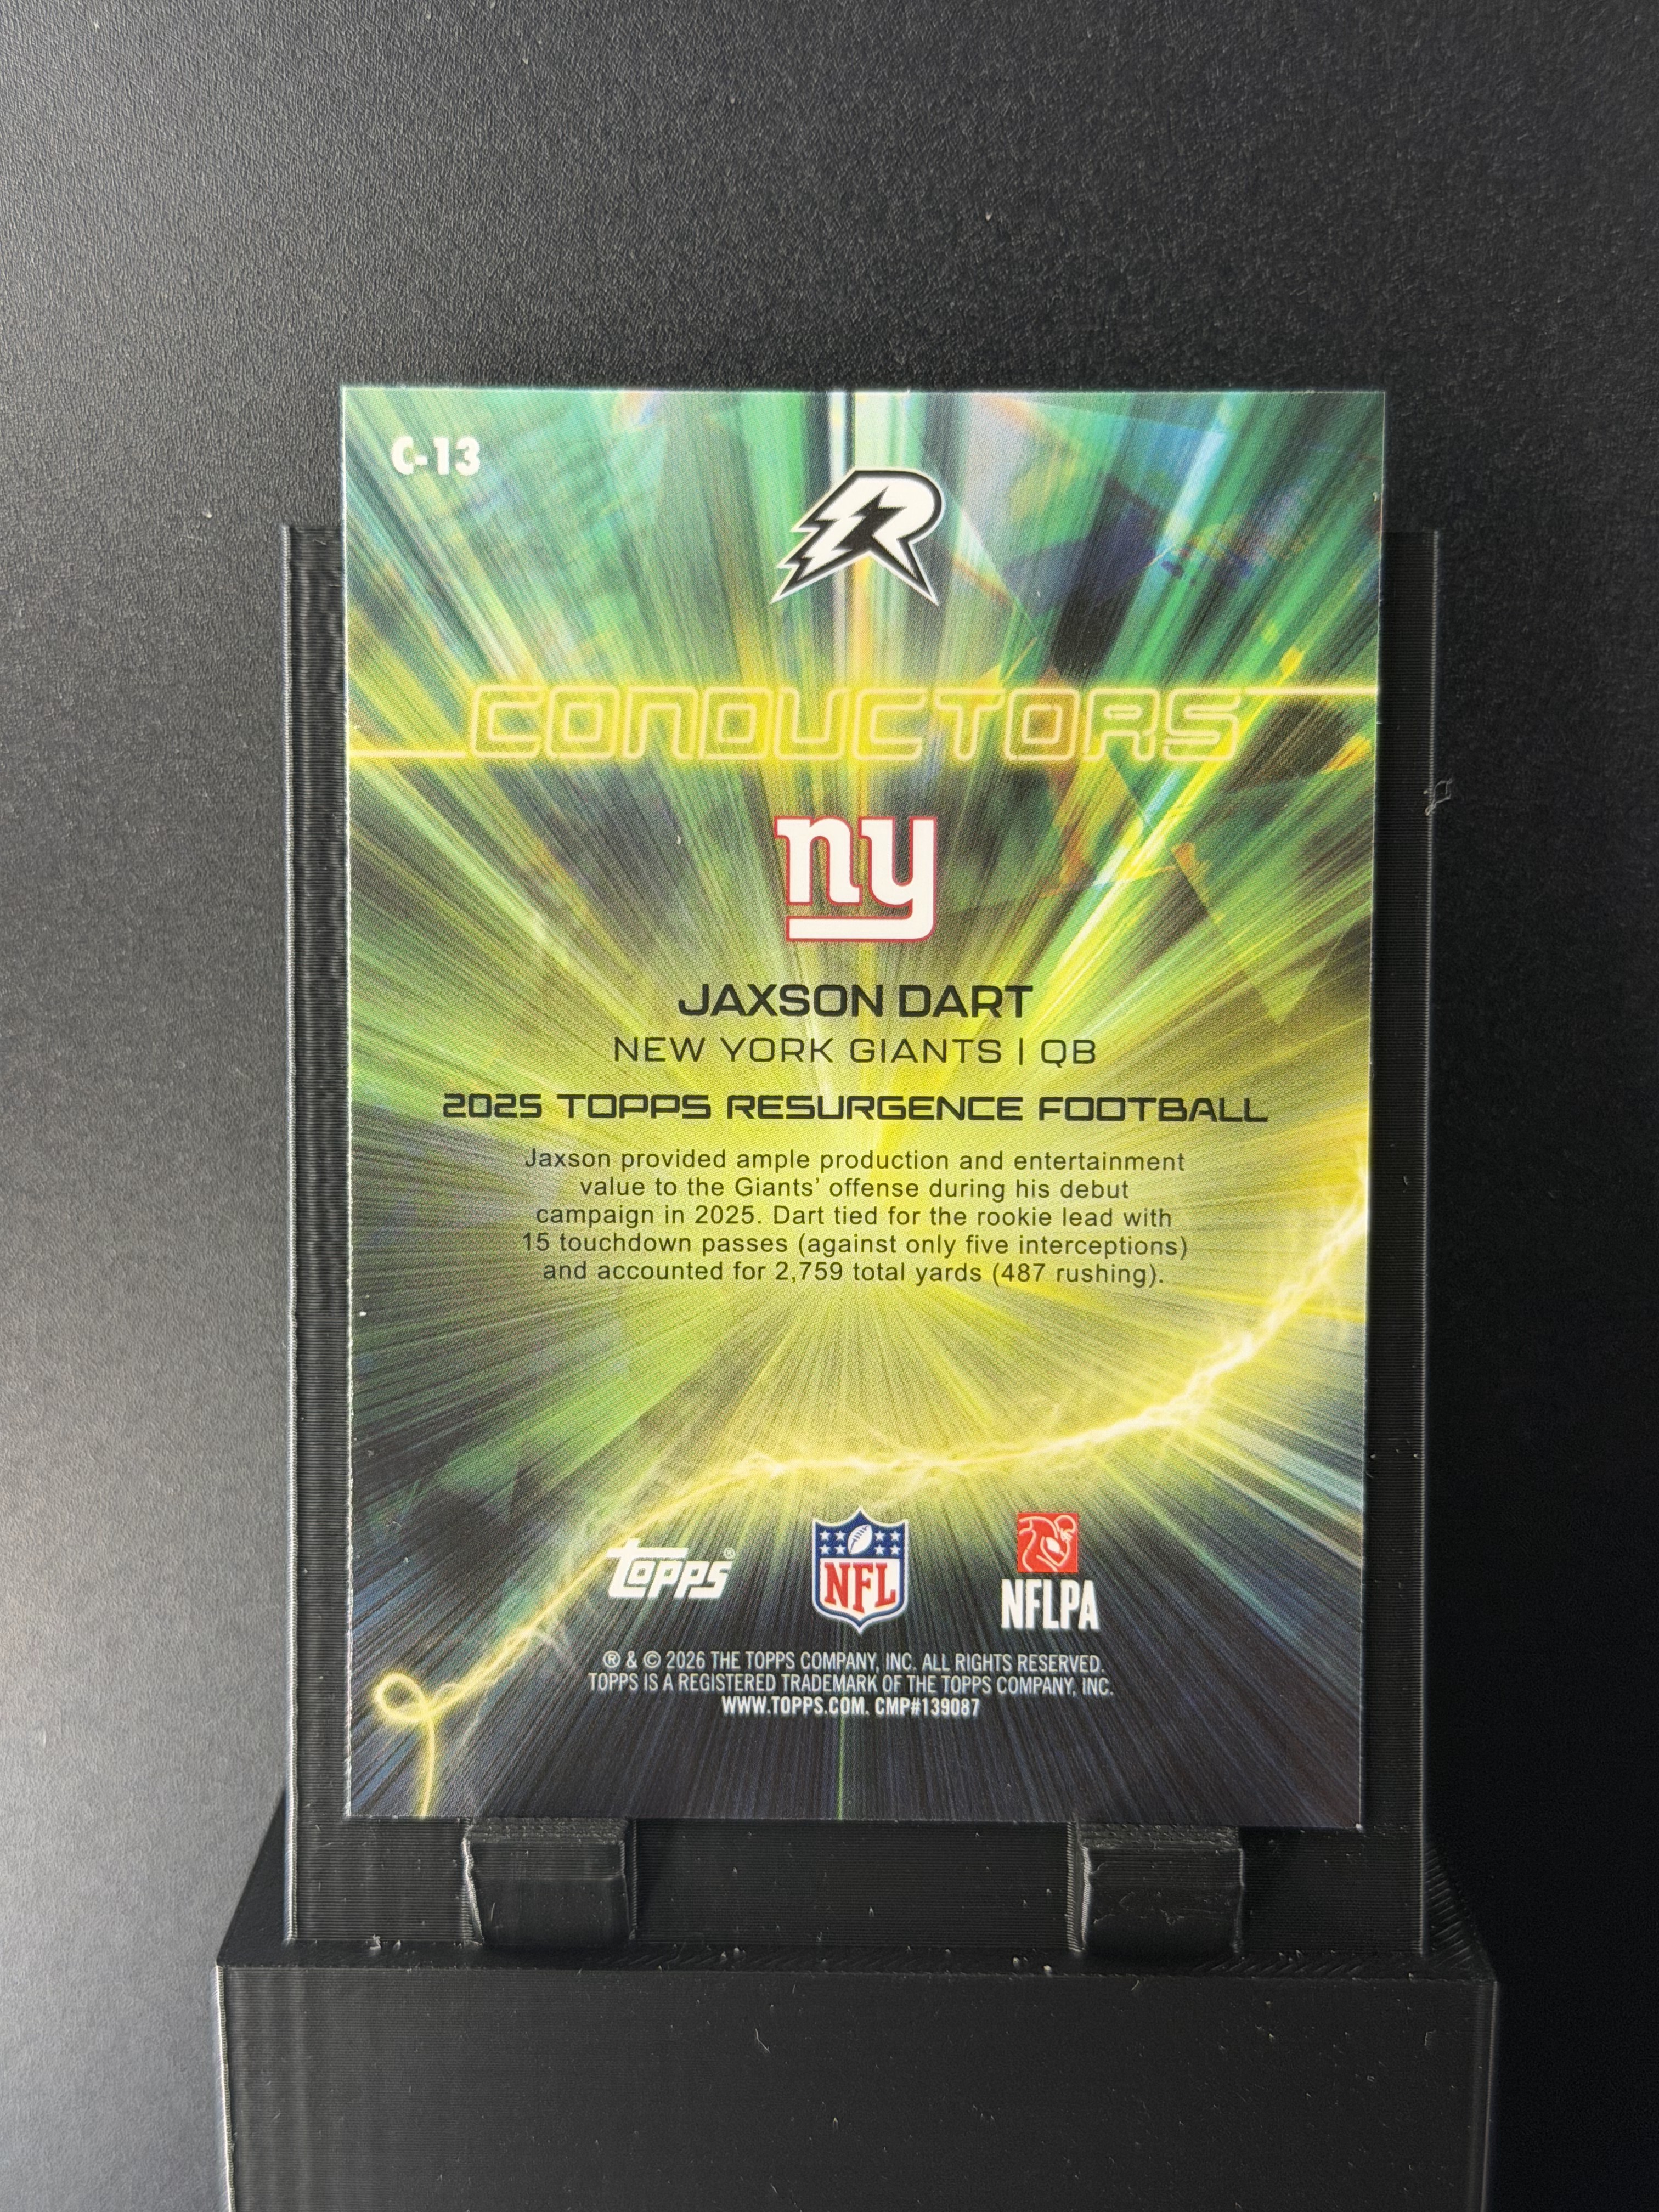 C-13
R
CONDUCTORS
ny
JAXSON DART
NEW YORK GIANTS | QB
2025 TOPPS RESURGENCE FOOTBALL
Jaxson provided ample production and entertainment
value to the Giants’ offense during his debut
campaign in 2025. Dart tied for the rookie lead with
15 touchdown passes (against only five interceptions)
and accounted for 2,759 total yards (487 rushing).
Topps® NFL NFLPA
® & © 2026 THE TOPPS COMPANY, INC. ALL RIGHTS RESERVED.
TOPPS IS A REGISTERED TRADEMARK OF THE TOPPS COMPANY, INC.
WWW.TOPPS.COM. CMP#139087